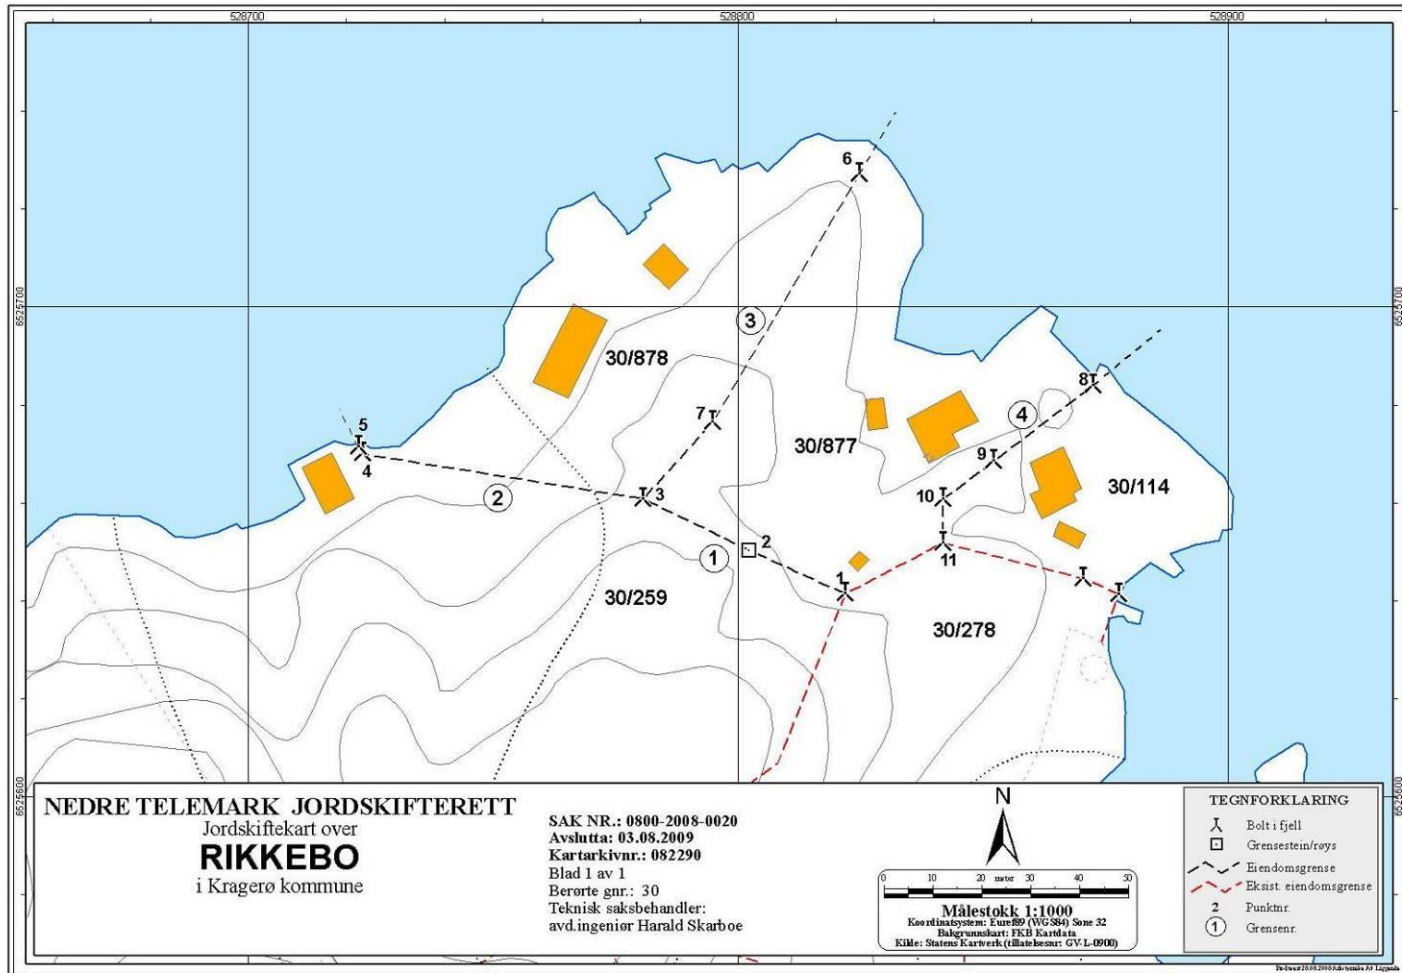 528700
528800
528900
6525700
6525700
6
3
30/878
8
4
5
7
30/877
9
4
2
3
10
30/114
1
2
11
1
30/259
30/278
6525600
6525600
NEDRE TELEMARK JORDSKIFTERETT
Jordskiftekart over
RIKKEBO
i Kragerø kommune
SAK NR.: 0800-2008-0020
Avslutta: 03.08.2009
Kartarkivnr.: 082290
Blad 1 av 1
Berørte gnr.: 30
Teknisk saksbehandler:
avd.ingeniør Harald Skarboe
N
0 10 20 meter 30 40 50
Målestokk 1:1000
Koordinatsystem: Euref89 (WGS84) Sone 32
Bakgrunnskart: FKB Kartdata
Kilde: Statens Kartverk (tillatelsesnr: GV-L-0900)
TEGNFORKLARING
Bolt i fjell
Grensestein/røys
Eiendomsgrense
Eksist. eiendomsgrense
2 Punktnr.
1 Grensenr.